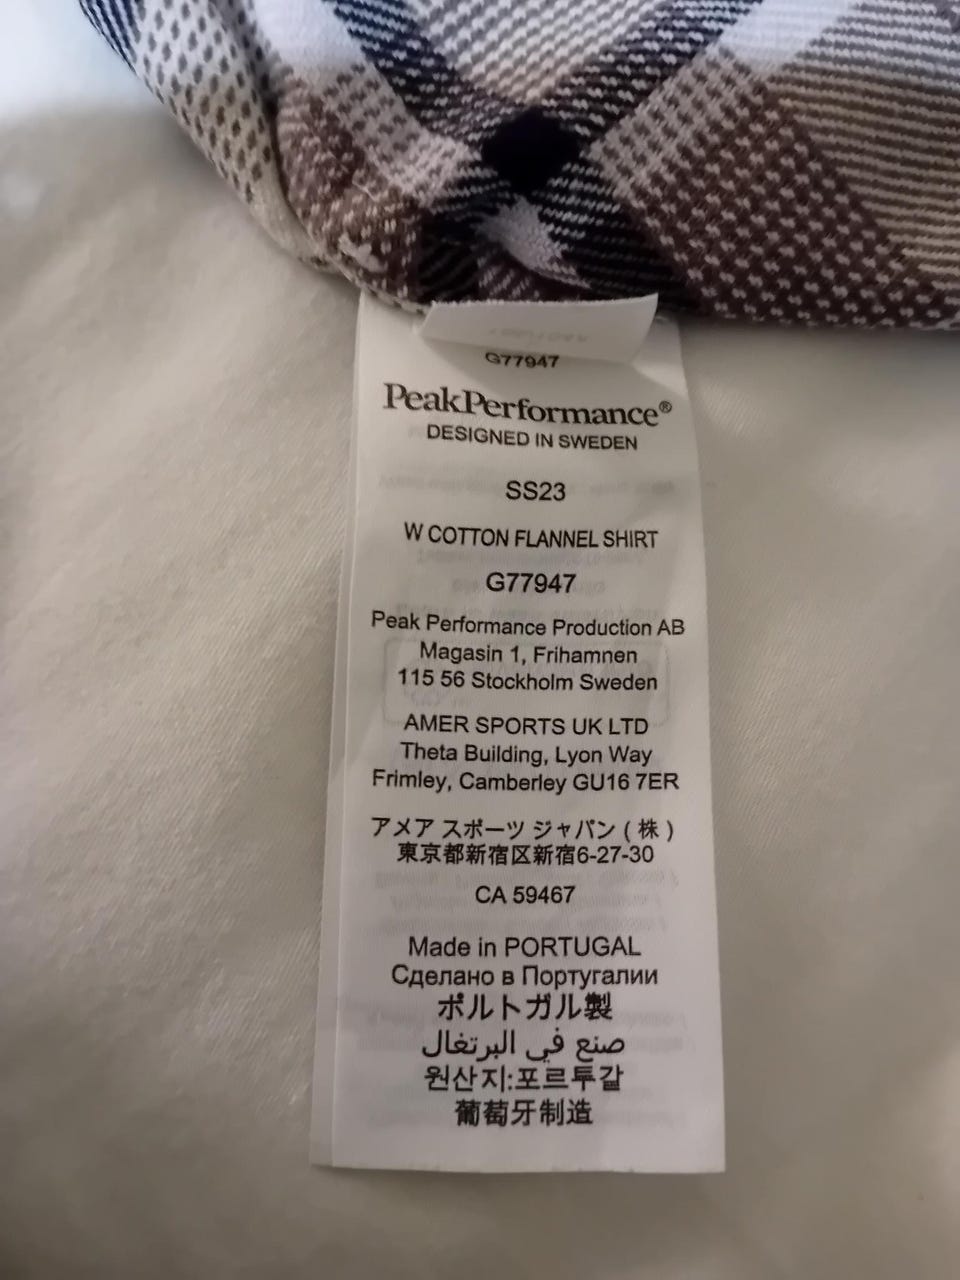 G77947
PeakPerformance®
DESIGNED IN SWEDEN
SS23
W COTTON FLANNEL SHIRT
G77947
Peak Performance Production AB
Magasin 1, Frihamnen
115 56 Stockholm Sweden
AMER SPORTS UK LTD
Theta Building, Lyon Way
Frimley, Camberley GU16 7ER
アメア スポーツ ジャパン ( 株 )
東京都新宿区新宿6-27-30
CA 59467
Made in PORTUGAL
Сделано в Португалии
ポルトガル製
صنع في البرتغال
원산지:포르투갈
葡萄牙制造